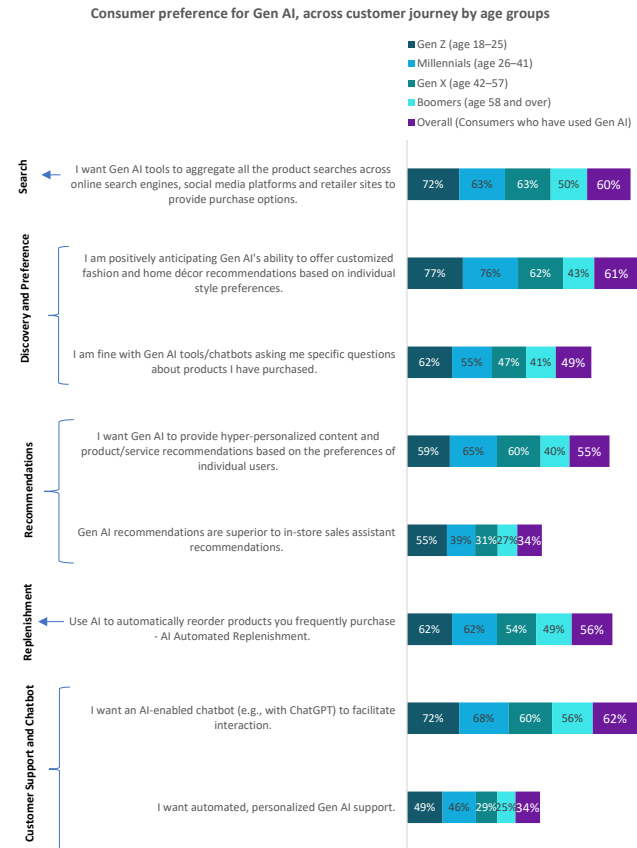 Consumer preference for Gen AI, across customer journey by age groups
Gen Z (age 18–25)
Millennials (age 26–41)
Gen X (age 42–57)
Boomers (age 58 and over)
Overall (Consumers who have used Gen AI)
Search
I want Gen AI tools to aggregate all the product searches across
online search engines, social media platforms and retailer sites to
provide purchase options.
72% 63% 63% 50% 60%
Discovery and Preference
I am positively anticipating Gen AI's ability to offer customized
fashion and home décor recommendations based on individual
style preferences.
77% 76% 62% 43% 61%
I am fine with Gen AI tools/chatbots asking me specific questions
about products I have purchased.
62% 55% 47% 41% 49%
Recommendations
I want Gen AI to provide hyper-personalized content and
product/service recommendations based on the preferences of
individual users.
59% 65% 60% 40% 55%
Gen AI recommendations are superior to in-store sales assistant
recommendations.
55% 39% 31% 27% 34%
Replenishment
Use AI to automatically reorder products you frequently purchase
- AI Automated Replenishment.
62% 62% 54% 49% 56%
Customer Support and Chatbot
I want an AI-enabled chatbot (e.g., with ChatGPT) to facilitate
interaction.
72% 68% 60% 56% 62%
I want automated, personalized Gen AI support.
49% 46% 29% 25% 34%